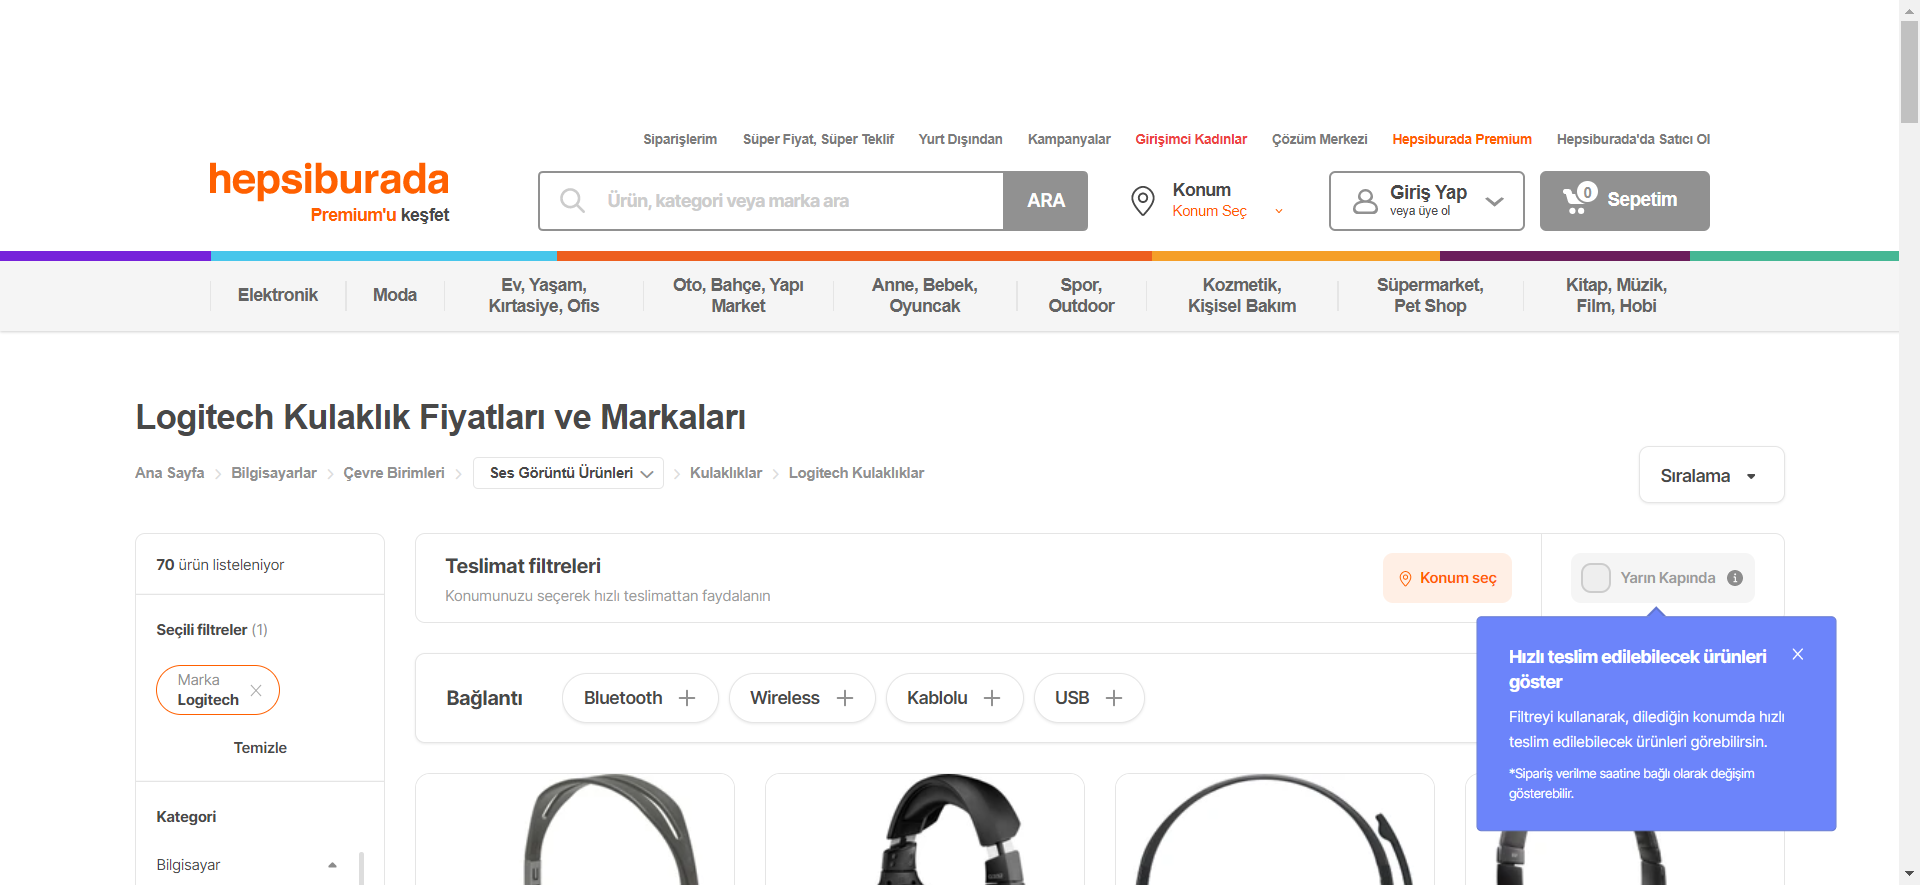 Siparişlerim
Süper Fiyat, Süper Teklif
Yurt Dışından
Kampanyalar
Girişimci Kadınlar
Çözüm Merkezi
Hepsiburada Premium
Hepsiburada'da Satıcı Ol
hepsiburada
Premium'u keşfet
Ürün, kategori veya marka ara
ARA
Konum
Konum Seç
Giriş Yap
veya üye ol
0
Sepetim
Elektronik
Moda
Ev, Yaşam,
Kırtasiye, Ofis
Oto, Bahçe, Yapı
Market
Anne, Bebek,
Oyuncak
Spor,
Outdoor
Kozmetik,
Kişisel Bakım
Süpermarket,
Pet Shop
Kitap, Müzik,
Film, Hobi
Logitech Kulaklık Fiyatları ve Markaları
Ana Sayfa
Bilgisayarlar
Çevre Birimleri
Ses Görüntü Ürünleri
Kulaklıklar
Logitech Kulaklıklar
Sıralama
70 ürün listeleniyor
Seçili filtreler (1)
Marka
Logitech
Temizle
Kategori
Bilgisayar
Teslimat filtreleri
Konumunuzu seçerek hızlı teslimattan faydalanın
Konum seç
Yarın Kapında
Bağlantı
Bluetooth
Wireless
Kablolu
USB
Hızlı teslim edilebilecek ürünleri
göster
Filtreyi kullanarak, dilediğin konumda hızlı
teslim edilebilecek ürünleri görebilirsin.
*Sipariş verilme saatine bağlı olarak değişim
gösterebilir.